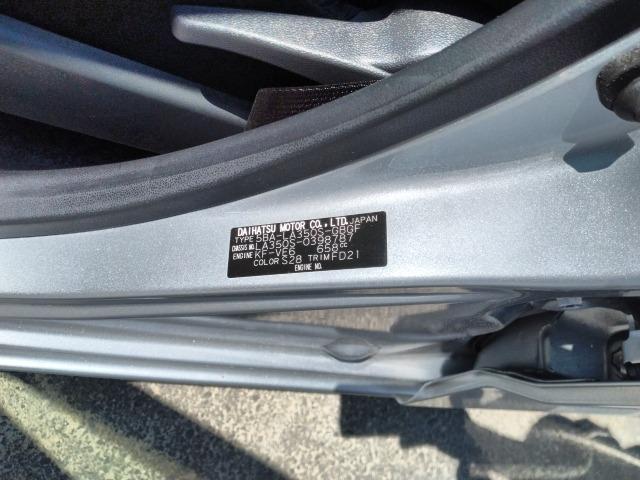 DAIHATSU MOTOR CO.,LTD. JAPAN
TYPE 5BA-LA350S-GBGF
CHASSIS NO. LA350S-0398787
ENGINE KF-VE6 658cc
COLOR S28 TRIM FD21
ENGINE NO.